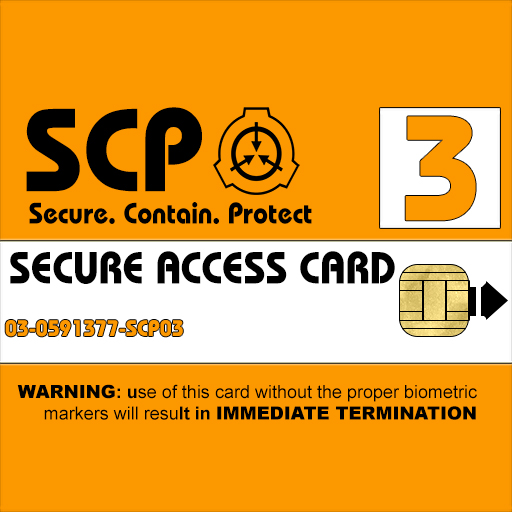 SCP
3
Secure. Contain. Protect
SECURE ACCESS CARD
03-0591377-SCP03
WARNING: use of this card without the proper biometric
markers will result in IMMEDIATE TERMINATION